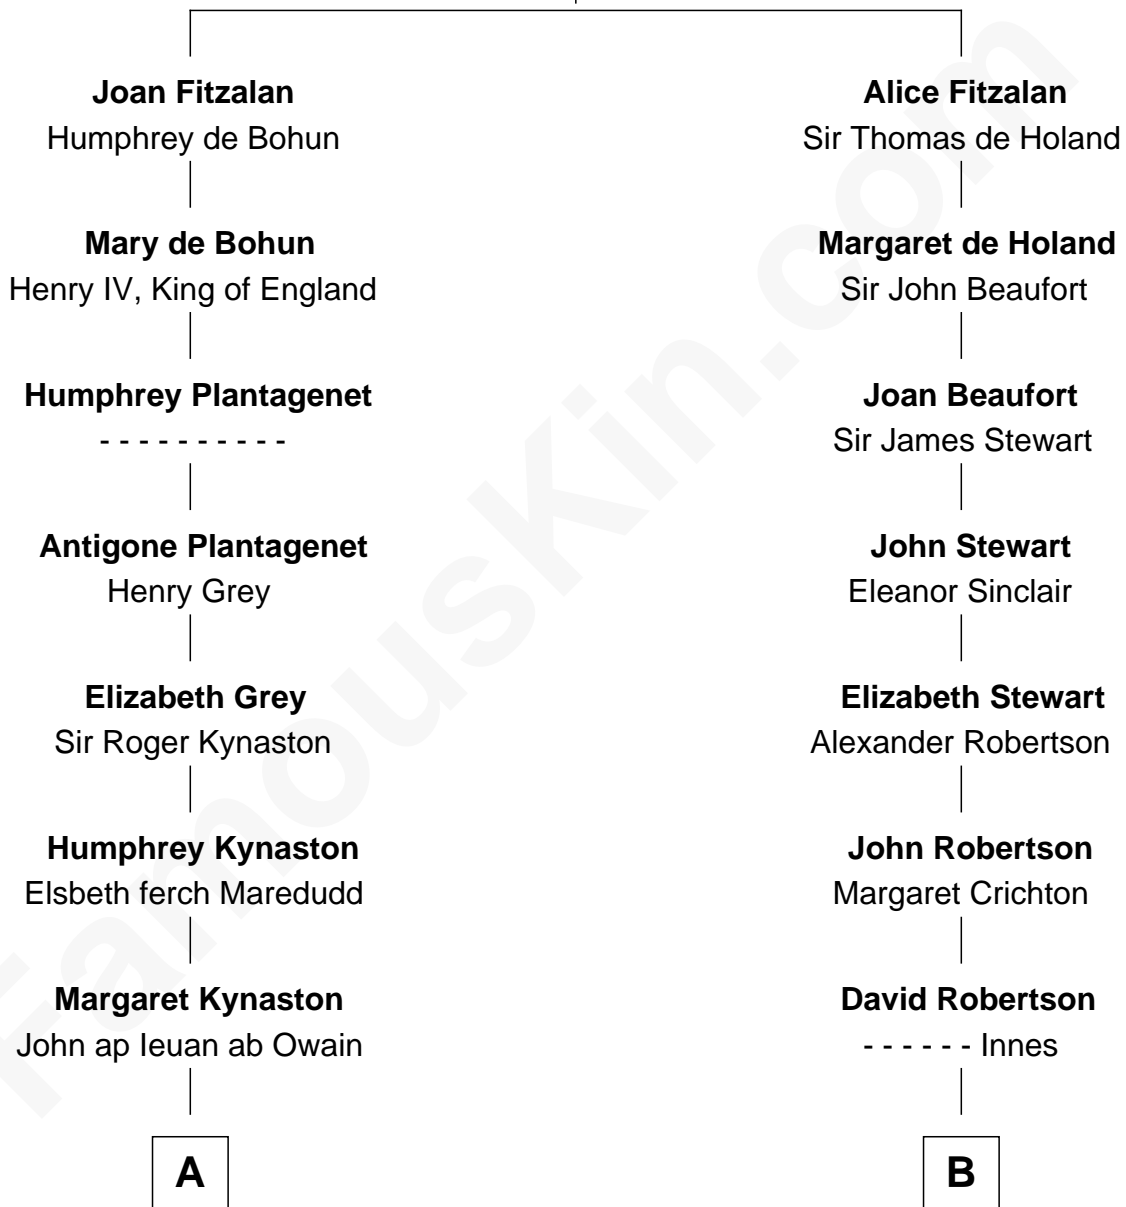 Joan Fitzalan
Humphrey de Bohun
Mary de Bohun
Henry IV, King of England
Humphrey Plantagenet
- - - - - - - - - -
Antigone Plantagenet
Henry Grey
Elizabeth Grey
Sir Roger Kynaston
Humphrey Kynaston
Elsbeth ferch Maredudd
Margaret Kynaston
John ap Ieuan ab Owain
A
Alice Fitzalan
Sir Thomas de Holand
Margaret de Holand
Sir John Beaufort
Joan Beaufort
Sir James Stewart
John Stewart
Eleanor Sinclair
Elizabeth Stewart
Alexander Robertson
John Robertson
Margaret Crichton
David Robertson
- - - - - - Innes
B
FamousKin.com